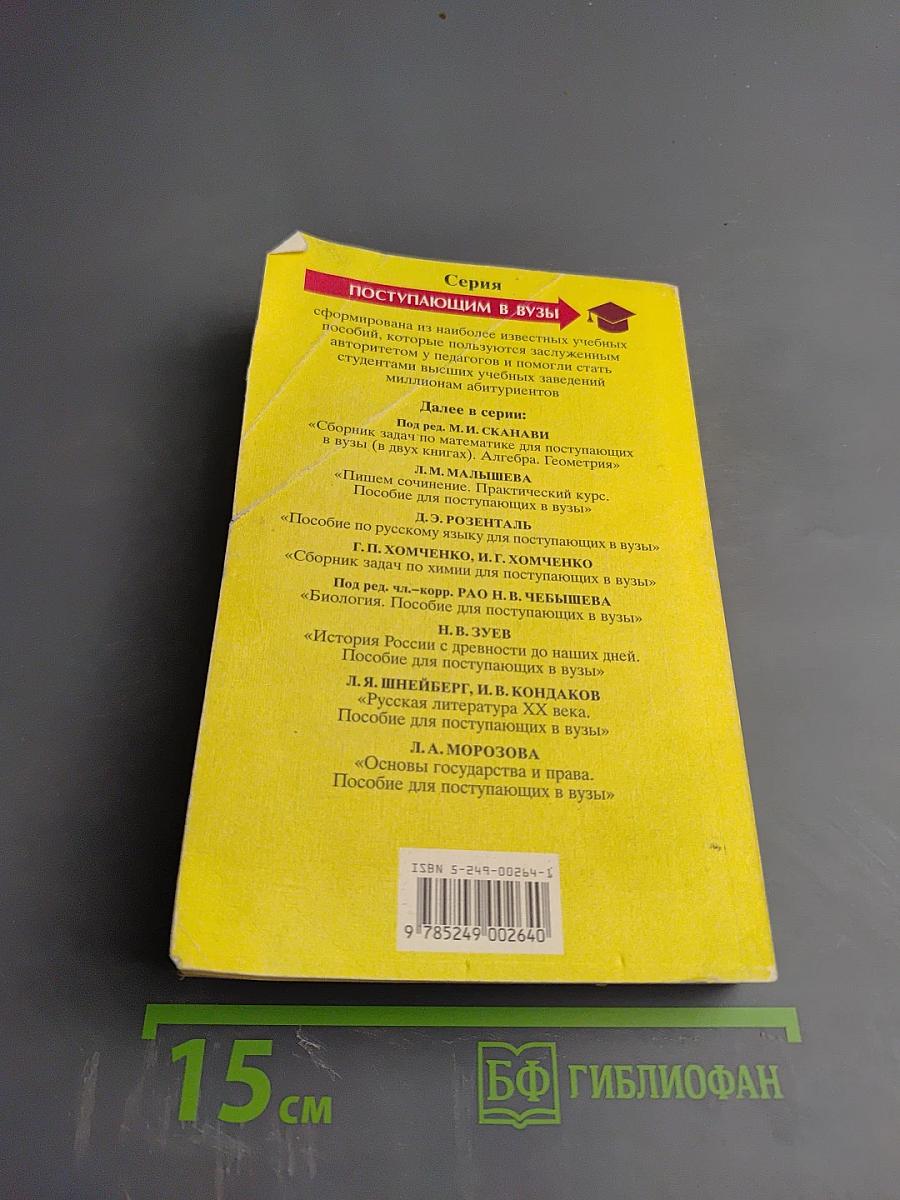 Серия
ПОСТУПАЮЩИМ В ВУЗЫ
сформирована из наиболее известных учебных
пособий, которые пользуются заслуженным
авторитетом у педагогов и помогли стать
студентами высших учебных заведений
миллионам абитуриентов
Далее в серии:
Под ред. М. И. СКАНАВИ
«Сборник задач по математике для поступающих
в вузы (в двух книгах). Алгебра. Геометрия»
Л. М. МАЛЫШЕВА
«Пишем сочинение. Практический курс.
Пособие для поступающих в вузы»
Д. Э. РОЗЕНТАЛЬ
«Пособие по русскому языку для поступающих в вузы»
Г. П. ХОМЧЕНКО, И. Г. ХОМЧЕНКО
«Сборник задач по химии для поступающих в вузы»
Под ред. чл.–корр. РАО Н. В. ЧЕБЫШЕВА
«Биология. Пособие для поступающих в вузы»
Н. В. ЗУЕВ
«История России с древности до наших дней.
Пособие для поступающих в вузы»
Л. Я. ШНЕЙБЕРГ, И. В. КОНДАКОВ
«Русская литература XX века.
Пособие для поступающих в вузы»
Л. А. МОРОЗОВА
«Основы государства и права.
Пособие для поступающих в вузы»
ISBN 5-249-00264-1
9 785249 002640
15 см
БФ ГИБЛИОФАН